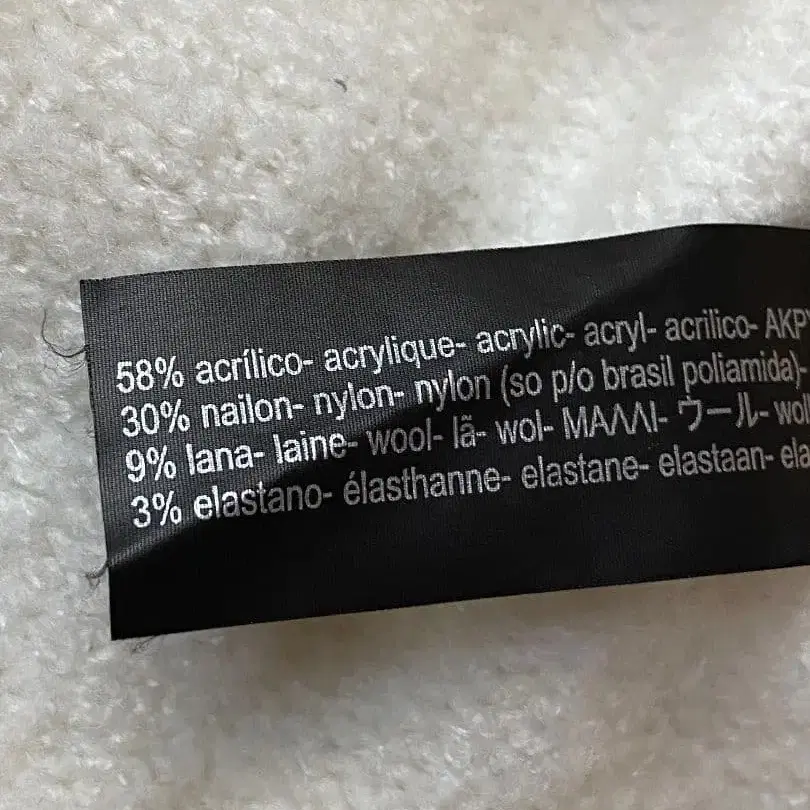 58% acrílico- acrylique- acrylic- acryl- acrilico- AKP
30% nailon- nylon- nylon (so p/o brasil poliamida)-
9% lana- laine- wool- lã- wol- ΜΑΛΛΙ- ウール- wol
3% elastano- élasthanne- elastane- elastaan- ela